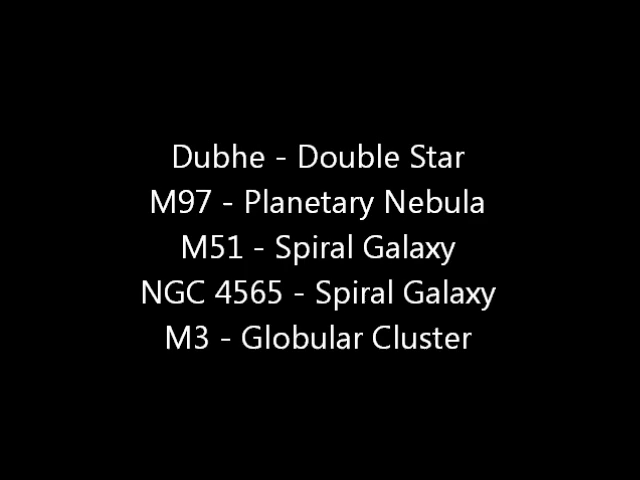 Dubhe - Double Star
M97 - Planetary Nebula
M51 - Spiral Galaxy
NGC 4565 - Spiral Galaxy
M3 - Globular Cluster